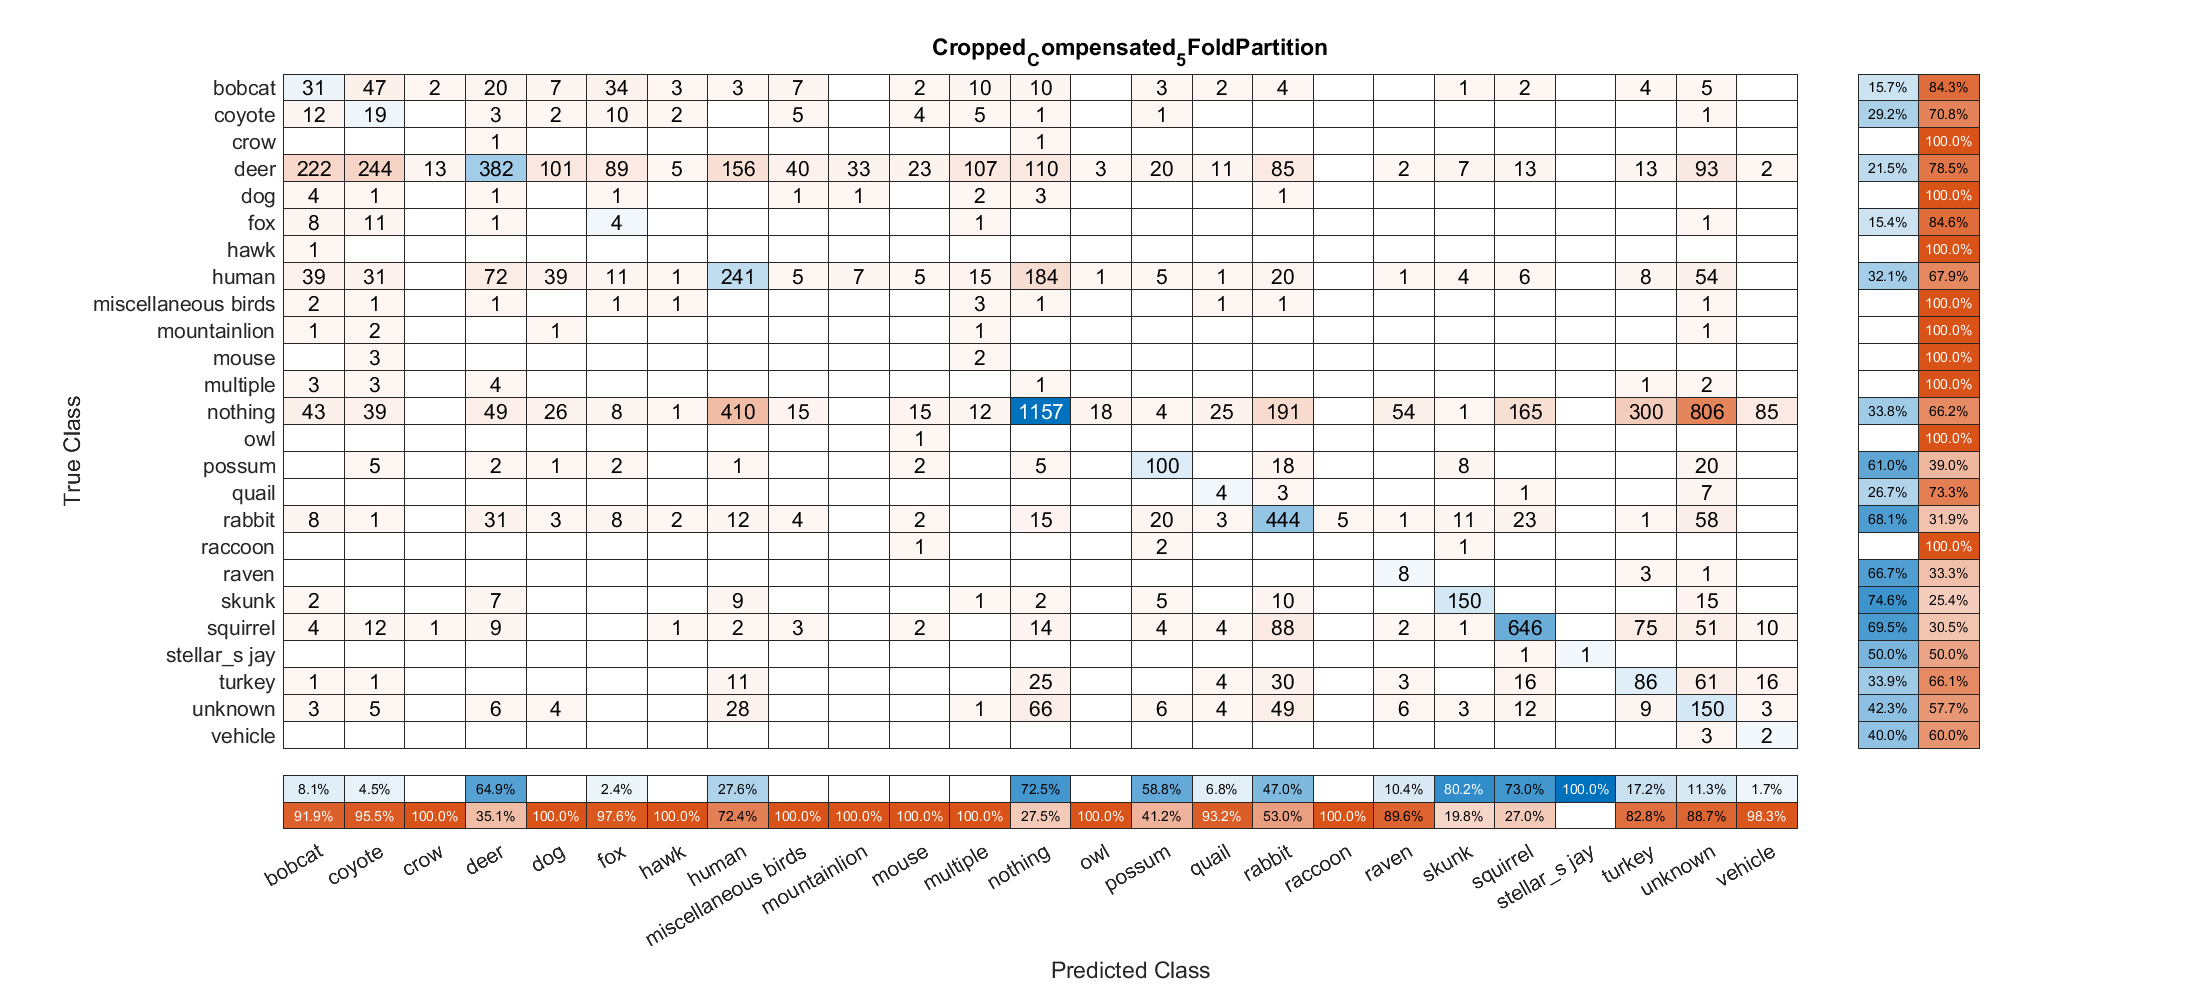 Cropped_Compensated_5FoldPartition
bobcat 31 47 2 20 7 34 3 3 7 2 10 10 3 2 4 1 2 4 5 15.7% 84.3%
coyote 12 19 3 2 10 2 5 4 5 1 1 1 29.2% 70.8%
crow 1 1 100.0%
deer 222 244 13 382 101 89 5 156 40 33 23 107 110 3 20 11 85 2 7 13 13 93 2 21.5% 78.5%
dog 4 1 1 1 1 1 2 3 1 100.0%
fox 8 11 1 4 1 1 15.4% 84.6%
hawk 1 100.0%
human 39 31 72 39 11 1 241 5 7 5 15 184 1 5 1 20 1 4 6 8 54 32.1% 67.9%
miscellaneous birds 2 1 1 1 1 3 1 1 1 1 100.0%
mountainlion 1 2 1 1 1 100.0%
mouse 3 2 100.0%
multiple 3 3 4 1 1 2 100.0%
nothing 43 39 49 26 8 1 410 15 15 12 1157 18 4 25 191 54 1 165 300 806 85 33.8% 66.2%
owl 1 100.0%
possum 5 2 1 2 1 2 5 100 18 8 20 61.0% 39.0%
quail 4 3 1 7 26.7% 73.3%
rabbit 8 1 31 3 8 2 12 4 2 15 20 3 444 5 1 11 23 1 58 68.1% 31.9%
raccoon 1 2 1 100.0%
raven 8 3 1 66.7% 33.3%
skunk 2 7 9 1 2 5 10 150 15 74.6% 25.4%
squirrel 4 12 1 9 1 2 3 2 14 4 4 88 2 1 646 75 51 10 69.5% 30.5%
stellar_s jay 1 1 50.0% 50.0%
turkey 1 1 11 25 4 30 3 16 86 61 16 33.9% 66.1%
unknown 3 5 6 4 28 1 66 6 4 49 6 3 12 9 150 3 42.3% 57.7%
vehicle 3 2 40.0% 60.0%
True Class
8.1% 4.5% 64.9% 2.4% 27.6% 72.5% 58.8% 6.8% 47.0% 10.4% 80.2% 73.0% 100.0% 17.2% 11.3% 1.7%
91.9% 95.5% 100.0% 35.1% 100.0% 97.6% 100.0% 72.4% 100.0% 100.0% 100.0% 100.0% 27.5% 100.0% 41.2% 93.2% 53.0% 100.0% 89.6% 19.8% 27.0% 82.8% 88.7% 98.3%
bobcat coyote crow deer dog fox hawk human miscellaneous birds mountainlion mouse multiple nothing owl possum quail rabbit raccoon raven skunk squirrel stellar_s jay turkey unknown vehicle
Predicted Class